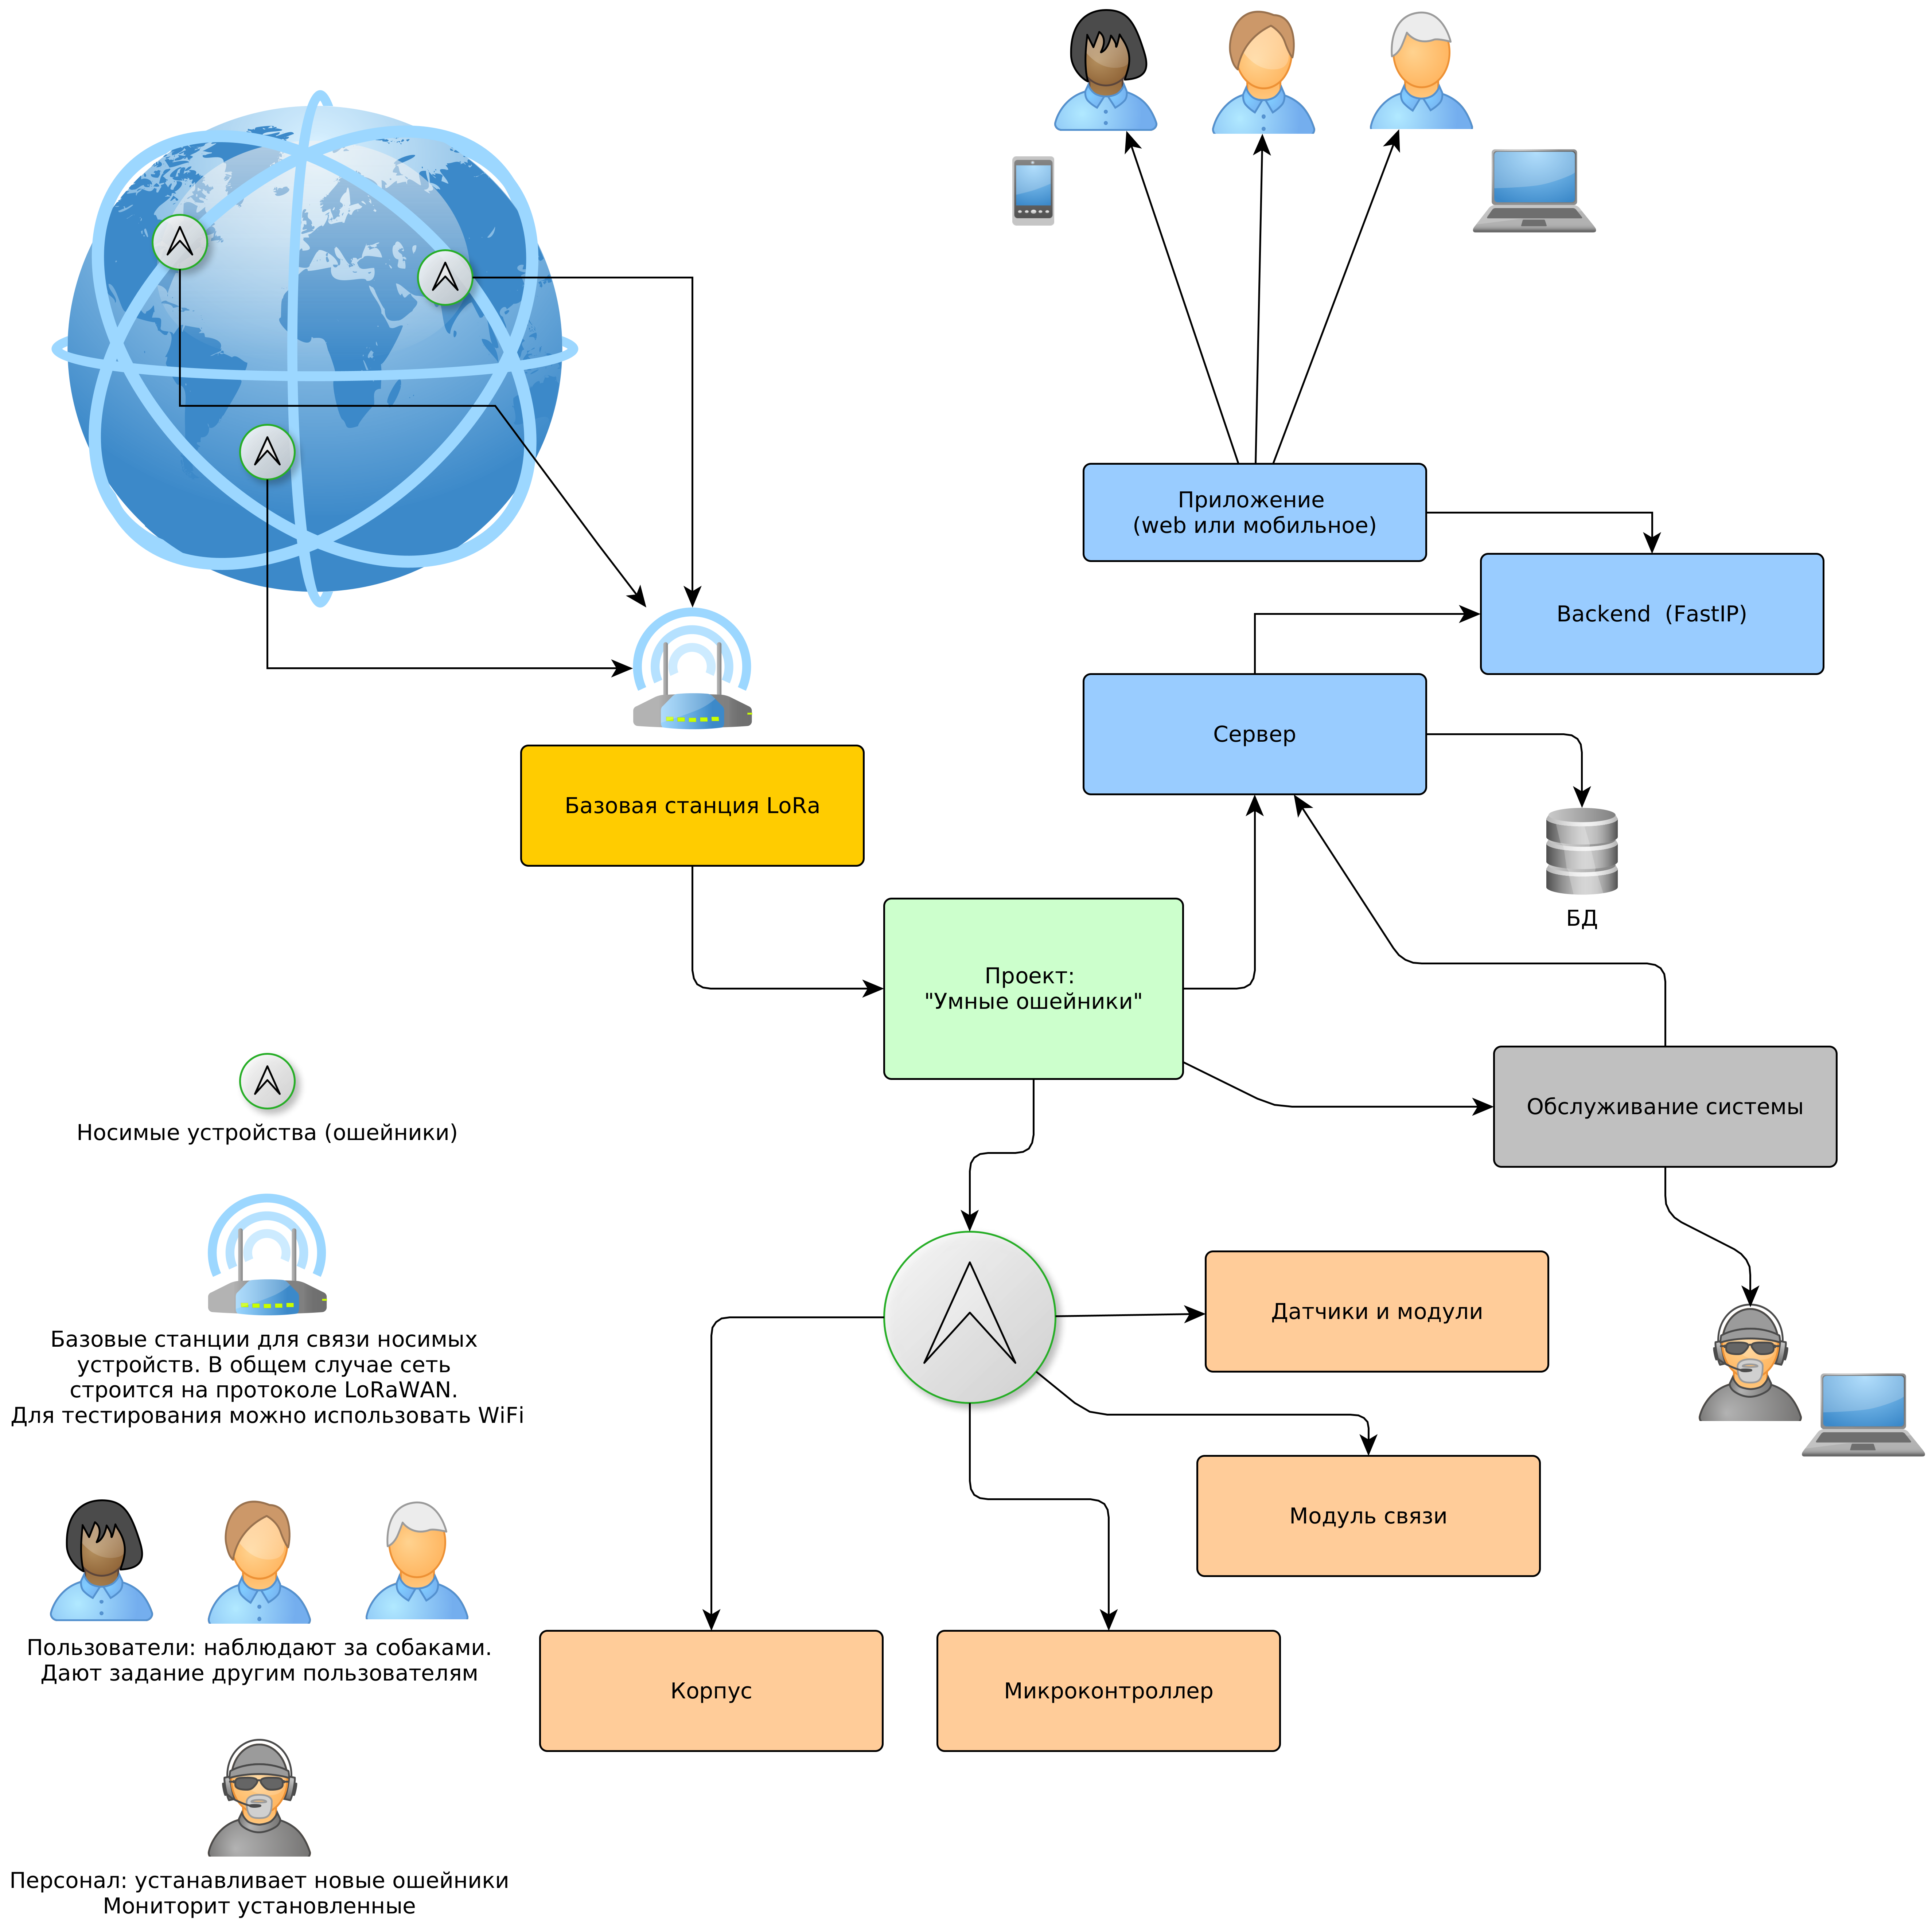 Приложение
(web или мобильное)
Backend  (FastIP)
Сервер
Базовая станция LoRa
БД
Проект:
"Умные ошейники"
Обслуживание системы
Носимые устройства (ошейники)
Датчики и модули
Базовые станции для связи носимых
устройств. В общем случае сеть
строится на протоколе LoRaWAN.
Для тестирования можно использовать WiFi
Модуль связи
Пользователи: наблюдают за собаками.
Дают задание другим пользователям
Корпус
Микроконтроллер
Персонал: устанавливает новые ошейники
Мониторит установленные